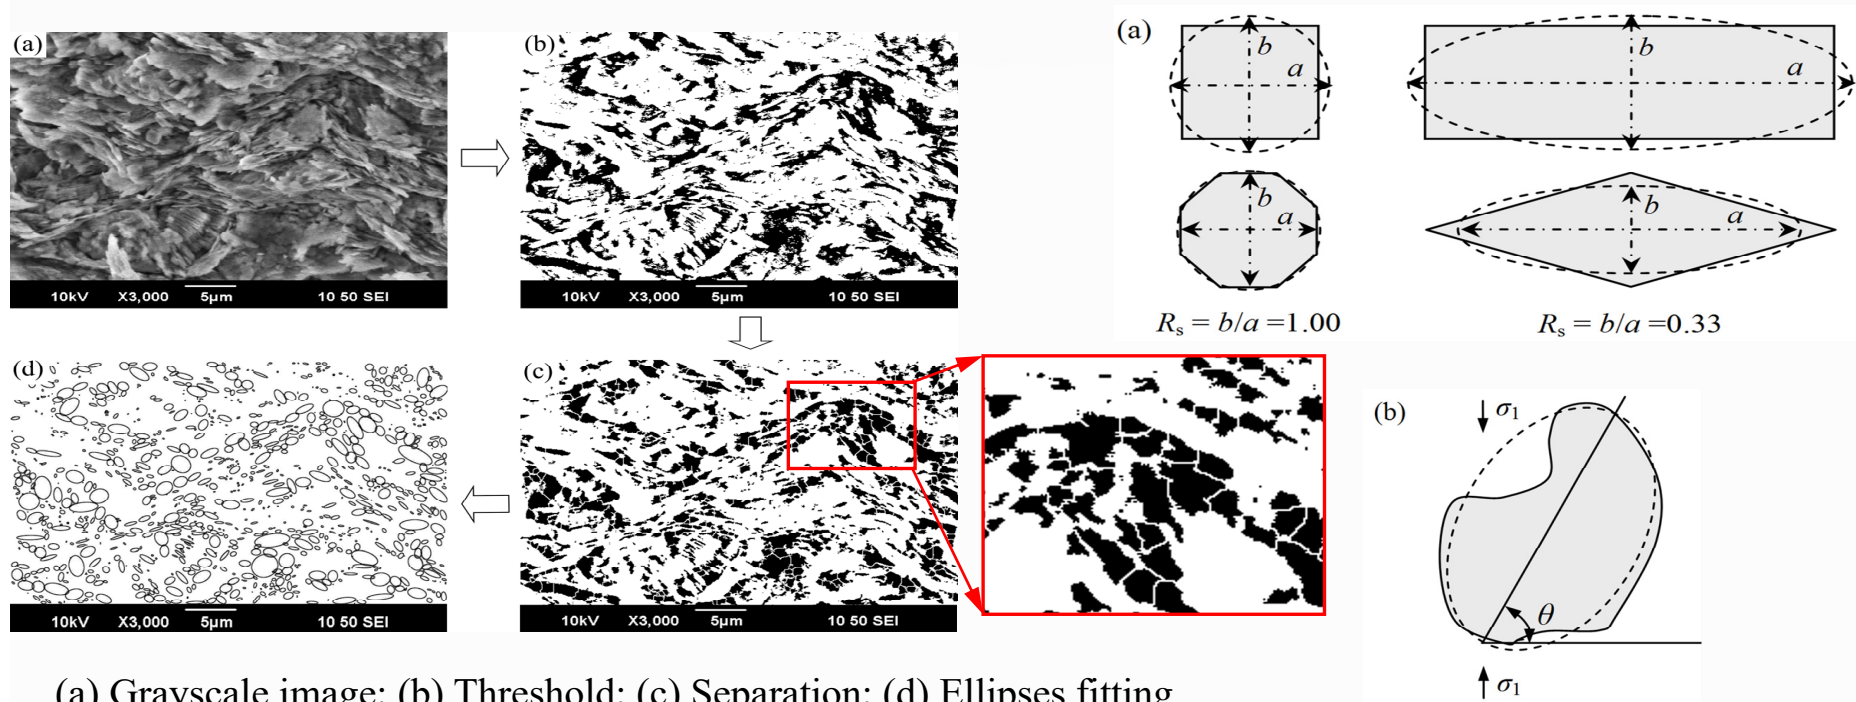 (a)
10kV X3,000 5μm 10 50 SEI
(b)
10kV X3,000 5μm 10 50 SEI
(d)
10kV X3,000 5μm 10 50 SEI
(c)
10kV X3,000 5μm 10 50 SEI
(a) Grayscale image; (b) Threshold; (c) Separation; (d) Ellipses fitting
(a)
b
a
b
a
b
a
b
a
Rs = b/a =1.00
Rs = b/a =0.33
(b)
σ1
θ
σ1